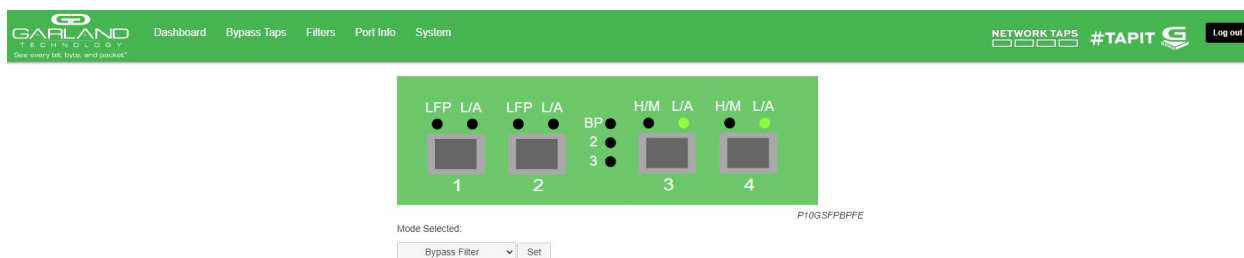 GARLAND
TECHNOLOGY
See every bit, byte, and packet®
Dashboard Bypass Taps Filters Port Info System
NETWORK TAPS
#TAPIT
Log out
LFP L/A LFP L/A H/M L/A H/M L/A
BP
2
3
1 2 3 4
P10GSFPBPFE
Mode Selected:
Bypass Filter Set